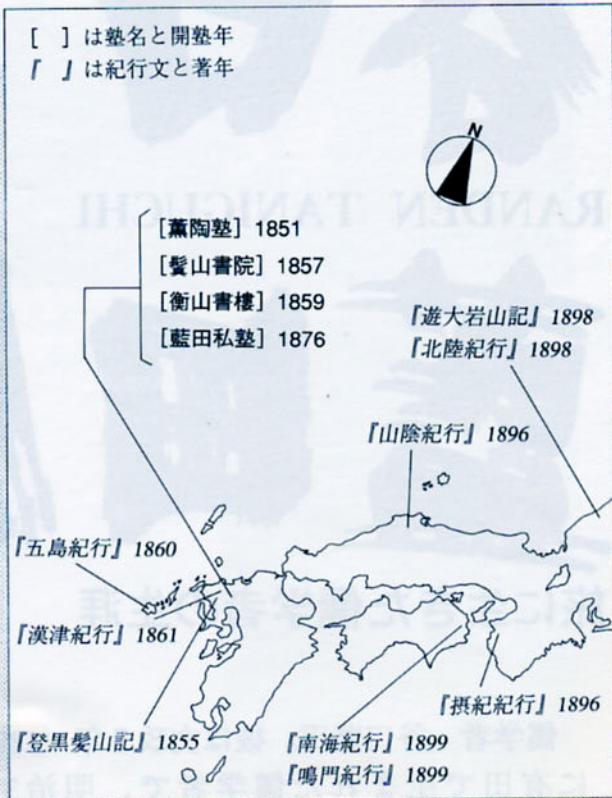 [　]は塾名と開塾年
『　』は紀行文と著年
N
[薫陶塾] 1851
[鬢山書院] 1857
[衡山書樓] 1859
[藍田私塾] 1876
『遊大岩山記』1898
『北陸紀行』1898
『山陰紀行』1896
『五島紀行』1860
『漢津紀行』1861
『登黒髪山記』1855
『摂紀紀行』1896
『南海紀行』1899
『鳴門紀行』1899
RANDEN TANIGUCHI